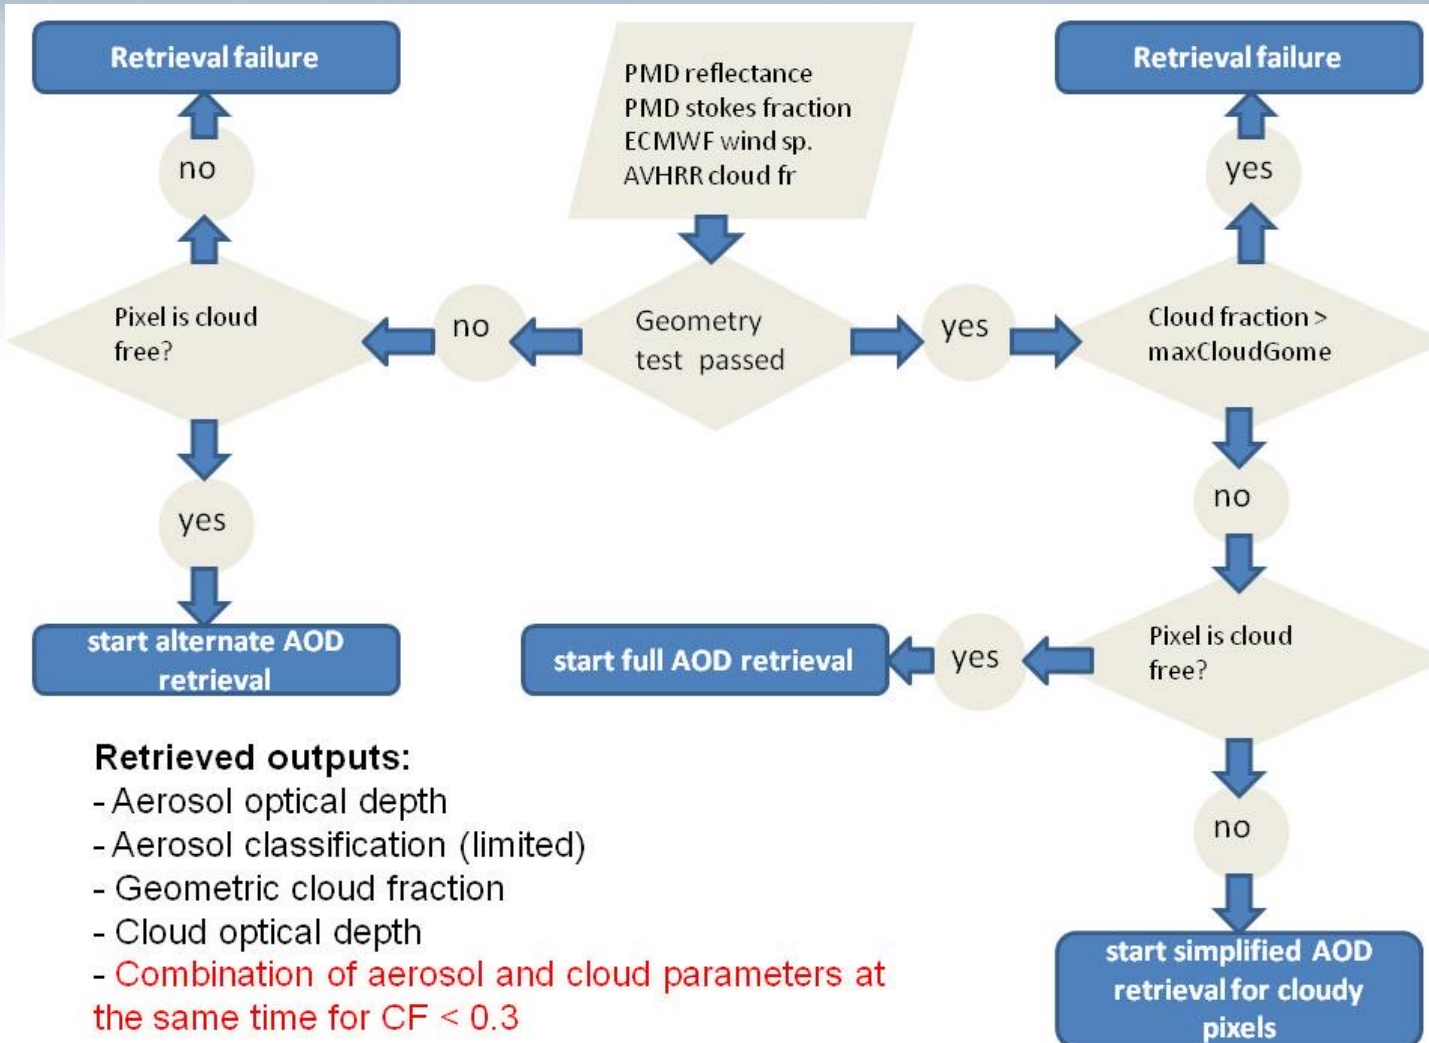 Retrieval failure
PMD reflectance
PMD stokes fraction
ECMWF wind sp.
AVHRR cloud fr
Retrieval failure
no
yes
Pixel is cloud
free?
no
Geometry
test passed
yes
Cloud fraction >
maxCloudGome
yes
no
start alternate AOD
retrieval
start full AOD retrieval
yes
Pixel is cloud
free?
Retrieved outputs:
- Aerosol optical depth
- Aerosol classification (limited)
- Geometric cloud fraction
- Cloud optical depth
- Combination of aerosol and cloud parameters at
the same time for CF < 0.3
no
start simplified AOD
retrieval for cloudy
pixels